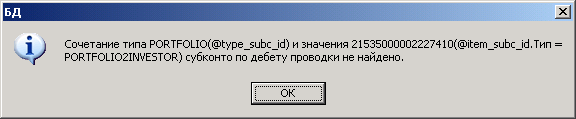 БД
Сочетание типа PORTFOLIO(@type_subc_id) и значения 21535000002227410(@item_subc_id.Тип =
PORTFOLIO2INVESTOR) субконто по дебету проводки не найдено.
OK